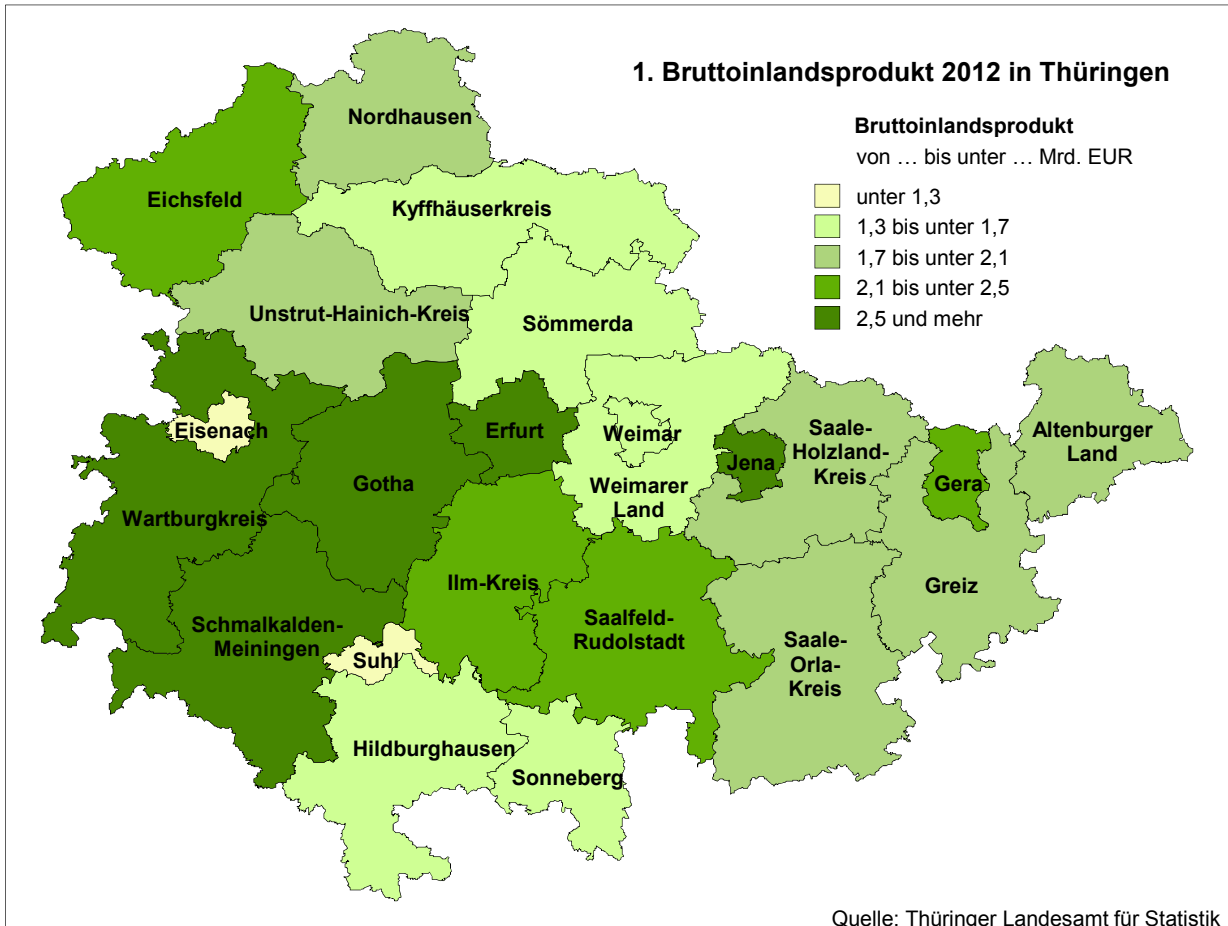 1. Bruttoinlandsprodukt 2012 in Thüringen
Bruttoinlandsprodukt
von … bis unter … Mrd. EUR
unter 1,3
1,3 bis unter 1,7
1,7 bis unter 2,1
2,1 bis unter 2,5
2,5 und mehr
Nordhausen
Eichsfeld
Kyffhäuserkreis
Unstrut-Hainich-Kreis
Sömmerda
Eisenach
Erfurt
Weimar
Saale-
Holzland-
Kreis
Altenburger
Land
Jena
Gera
Gotha
Weimarer
Land
Wartburgkreis
Ilm-Kreis
Greiz
Schmalkalden-
Meiningen
Saalfeld-
Rudolstadt
Suhl
Saale-
Orla-
Kreis
Hildburghausen
Sonneberg
Quelle: Thüringer Landesamt für Statistik